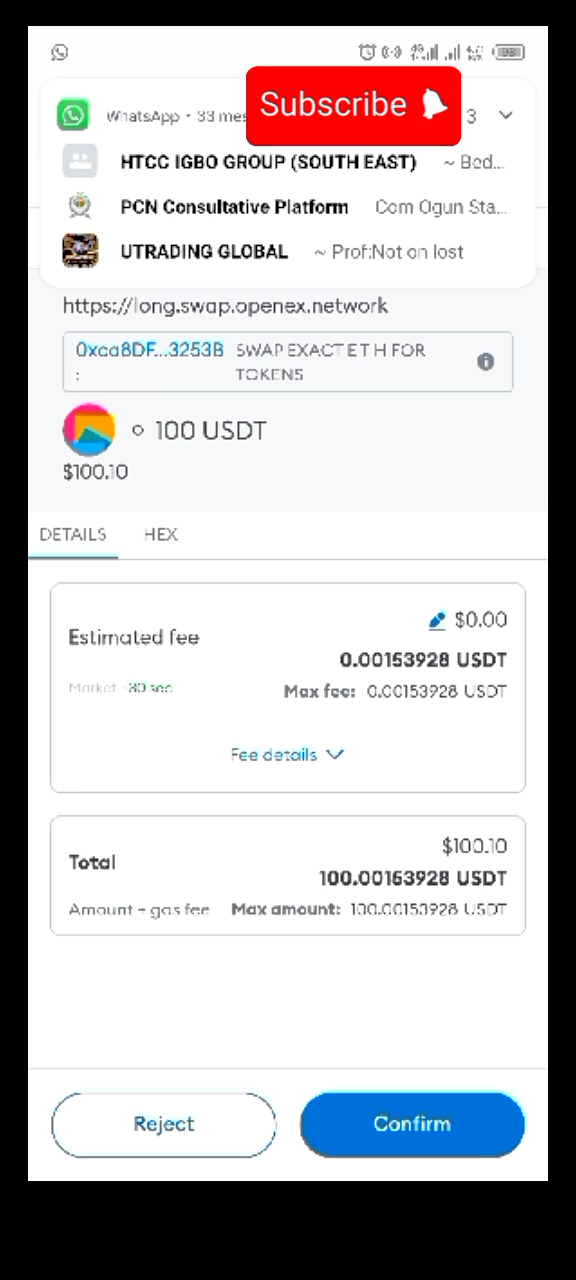 Subscribe
WhatsApp • 33 mes
3
HTCC IGBO GROUP (SOUTH EAST) ~ Bed...
PCN Consultative Platform Com Ogun Sta...
UTRADING GLOBAL ~ Prof:Not on lost
https://long.swap.openex.network
0xca8DF...3253B SWAP EXACT ETH FOR
: TOKENS
100 USDT
$100.10
DETAILS HEX
$0.00
Estimated fee
0.00153928 USDT
Market ~30 sec Max fee: 0.00153928 USDT
Fee details
$100.10
Total
100.00153928 USDT
Amount + gas fee Max amount: 100.00153928 USDT
Reject Confirm